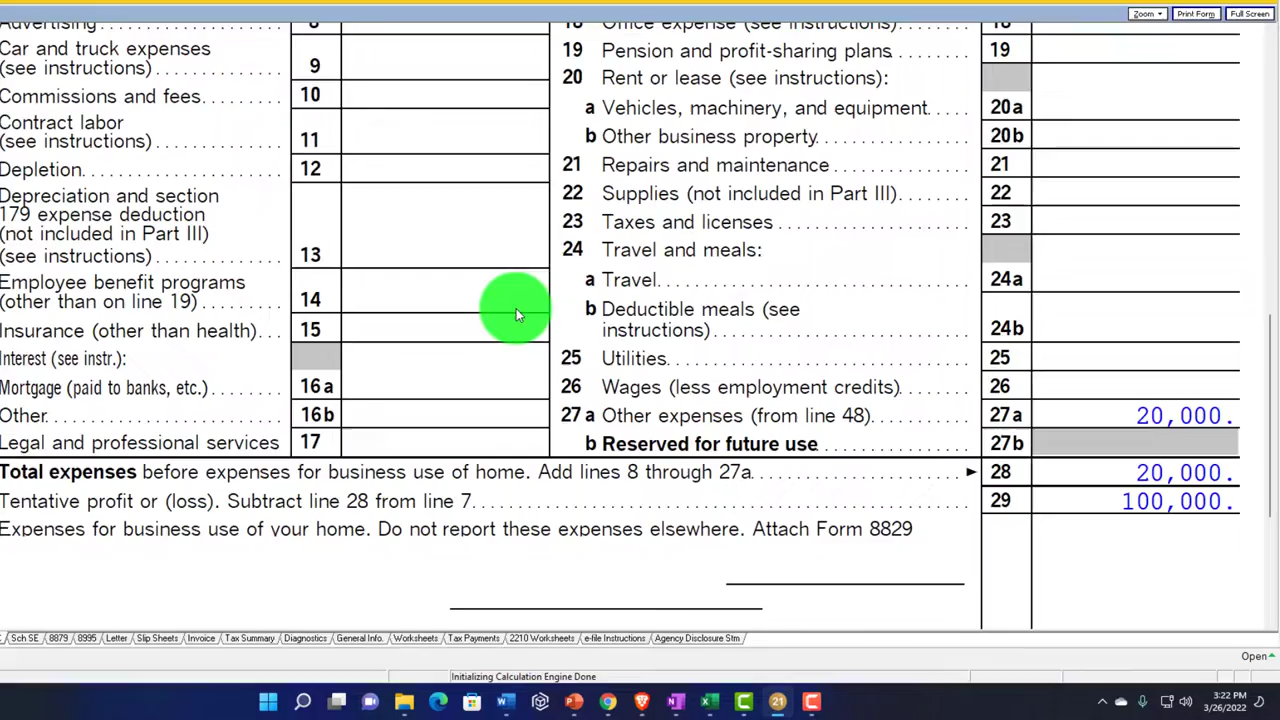 Zoom Print Form Full Screen
Advertising 8
Car and truck expenses
(see instructions) 9
Commissions and fees 10
Contract labor
(see instructions) 11
Depletion 12
Depreciation and section
179 expense deduction
(not included in Part III)
(see instructions) 13
Employee benefit programs
(other than on line 19) 14
Insurance (other than health) 15
Interest (see instr.):
Mortgage (paid to banks, etc.) 16a
Other 16b
Legal and professional services 17
18 Office expense (see instructions) 18
19 Pension and profit-sharing plans 19
20 Rent or lease (see instructions):
a Vehicles, machinery, and equipment 20a
b Other business property 20b
21 Repairs and maintenance 21
22 Supplies (not included in Part III) 22
23 Taxes and licenses 23
24 Travel and meals:
a Travel 24a
b Deductible meals (see
instructions) 24b
25 Utilities 25
26 Wages (less employment credits) 26
27a Other expenses (from line 48) 27a 20,000.
b Reserved for future use 27b
Total expenses before expenses for business use of home. Add lines 8 through 27a 28 20,000.
Tentative profit or (loss). Subtract line 28 from line 7 29 100,000.
Expenses for business use of your home. Do not report these expenses elsewhere. Attach Form 8829
Sch SE 8879 8995 Letter Slip Sheets Invoice Tax Summary Diagnostics General Info. Worksheets Tax Payments 2210 Worksheets e-file Instructions Agency Disclosure Stm
Open
Initializing Calculation Engine Done
21
3:22 PM
3/26/2022